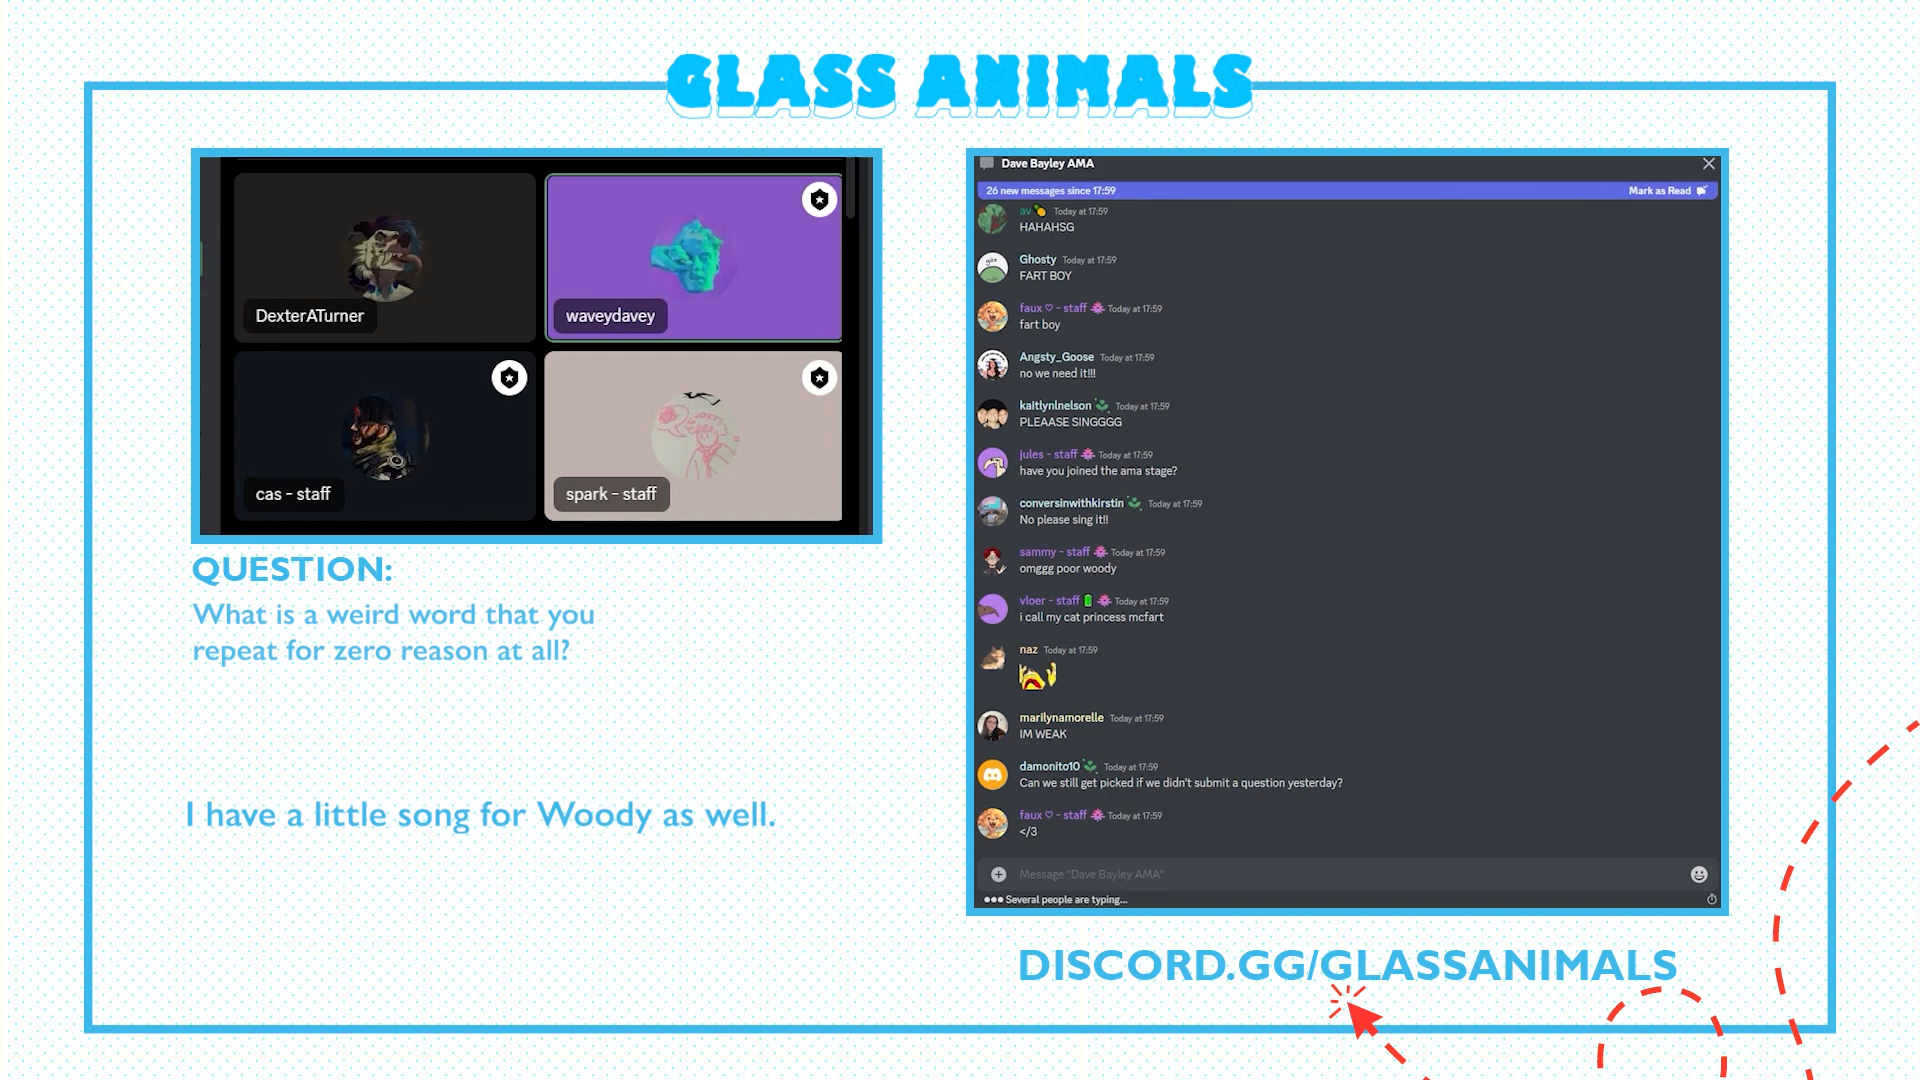 GLASS ANIMALS
DexterATurner
waveydavey
cas - staff
spark - staff
QUESTION:
What is a weird word that you
repeat for zero reason at all?
I have a little song for Woody as well.
Dave Bayley AMA
26 new messages since 17:59
Mark as Read
av Today at 17:59
HAHAHSG
Ghosty Today at 17:59
FART BOY
faux ♡ - staff Today at 17:59
fart boy
Angsty_Goose Today at 17:59
no we need it!!!
kaitlynlnelson Today at 17:59
PLEAASE SINGGGG
jules - staff Today at 17:59
have you joined the ama stage?
conversinwithkirstin Today at 17:59
No please sing it!!
sammy - staff Today at 17:59
omggg poor woody
vloer - staff Today at 17:59
i call my cat princess mcfart
naz Today at 17:59
marilynamorelle Today at 17:59
IM WEAK
damonito10 Today at 17:59
Can we still get picked if we didn't submit a question yesterday?
faux ♡ - staff Today at 17:59
</3
Message "Dave Bayley AMA"
Several people are typing...
DISCORD.GG/GLASSANIMALS